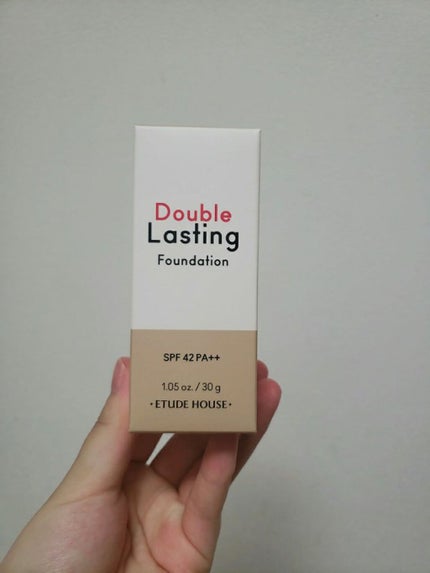 Double
Lasting
Foundation
SPF 42 PA++
1.05 oz. / 30 g
·ETUDE HOUSE·